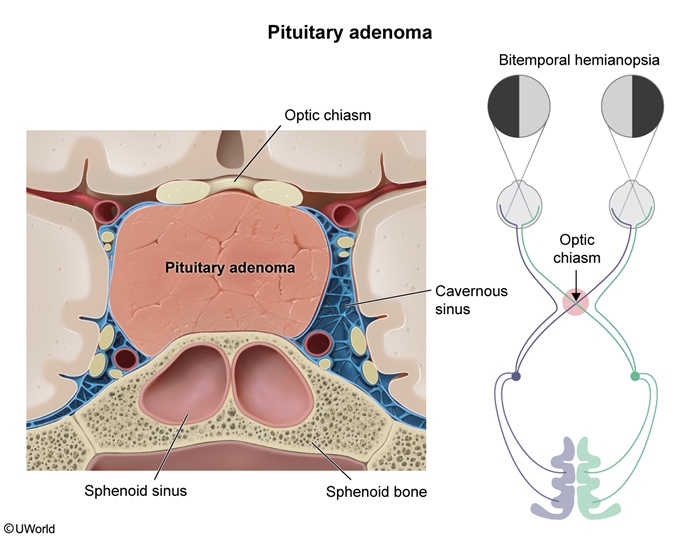 Pituitary adenoma
Bitemporal hemianopsia
Optic chiasm
Pituitary adenoma
Optic
chiasm
Cavernous
sinus
Sphenoid sinus
Sphenoid bone
©UWorld